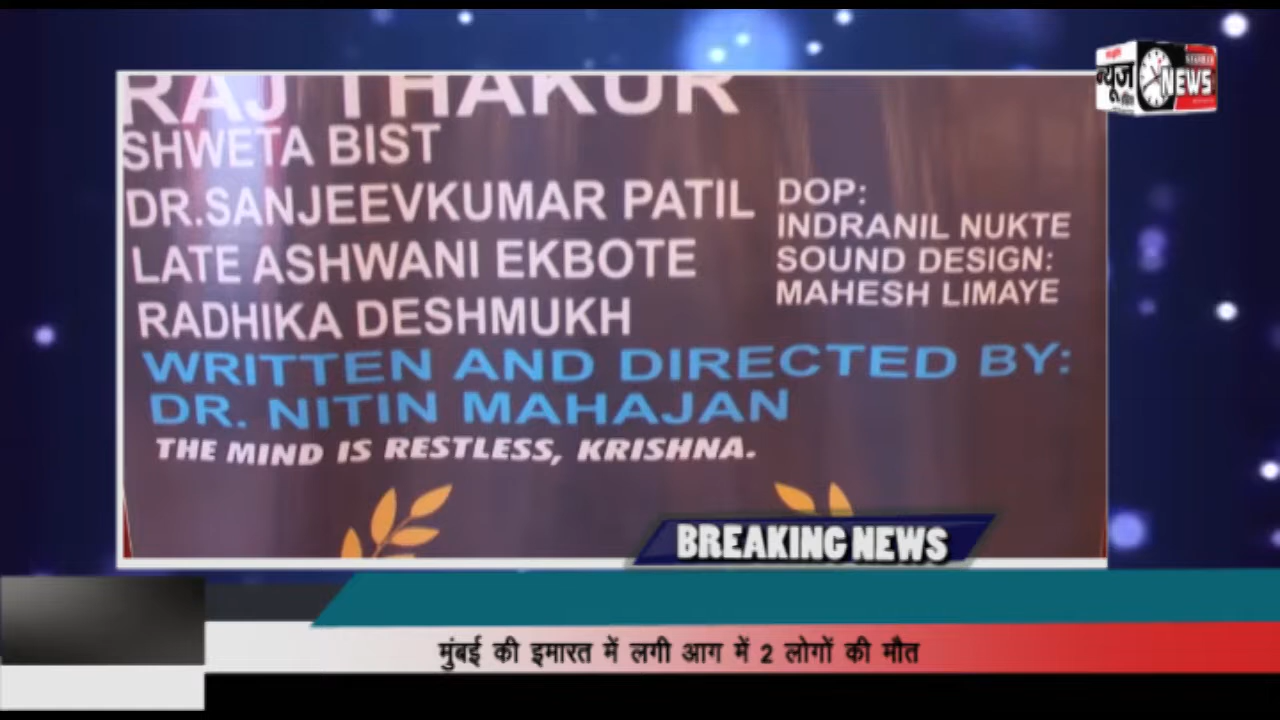 RAJ THAKUR
SHWETA BIST
DR.SANJEEVKUMAR PATIL
LATE ASHWANI EKBOTE
RADHIKA DESHMUKH
DOP:
INDRANIL NUKTE
SOUND DESIGN:
MAHESH LIMAYE
WRITTEN AND DIRECTED BY:
DR. NITIN MAHAJAN
THE MIND IS RESTLESS, KRISHNA.
न्यूज
NEWS
BREAKING NEWS
मुंबई की इमारत में लगी आग में 2 लोगों की मौत